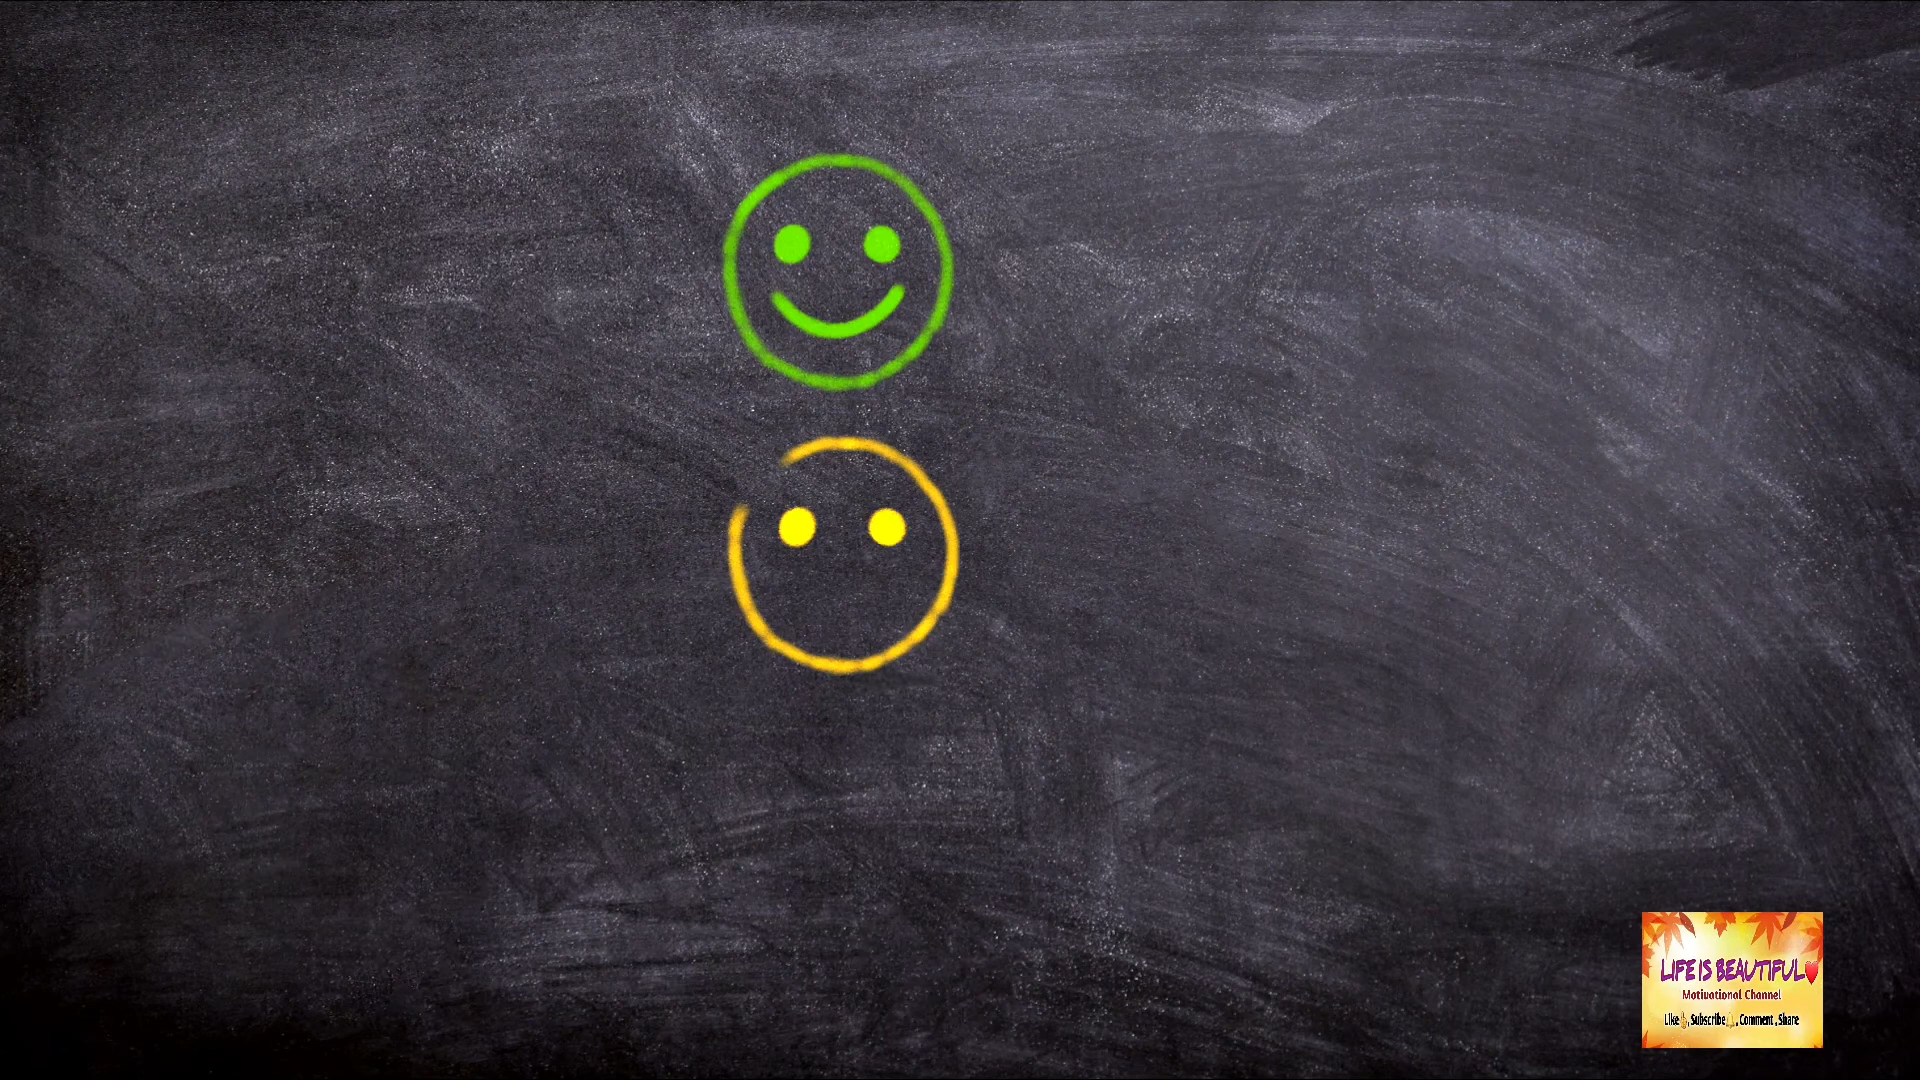 LIFE IS BEAUTIFUL
Motivational Channel
Like👍, Subscribe🔔, Comment, Share